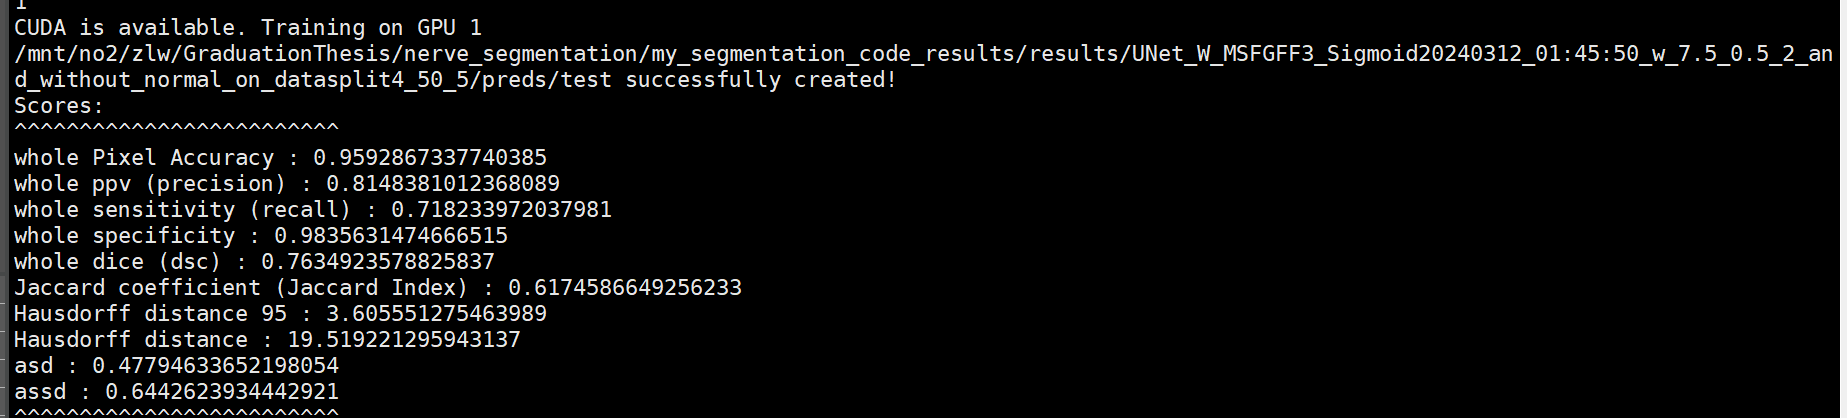 1
CUDA is available. Training on GPU 1
/mnt/no2/zlw/GraduationThesis/nerve_segmentation/my_segmentation_code_results/results/UNet_W_MSFGFF3_Sigmoid20240312_01:45:50_w_7.5_0.5_2_an
d_without_normal_on_datasplit4_50_5/preds/test successfully created!
Scores:
^^^^^^^^^^^^^^^^^^^^^^^^^
whole Pixel Accuracy : 0.9592867337740385
whole ppv (precision) : 0.8148381012368089
whole sensitivity (recall) : 0.718233972037981
whole specificity : 0.9835631474666515
whole dice (dsc) : 0.7634923578825837
Jaccard coefficient (Jaccard Index) : 0.6174586649256233
Hausdorff distance 95 : 3.605551275463989
Hausdorff distance : 19.519221295943137
asd : 0.47794633652198054
assd : 0.6442623934442921
^^^^^^^^^^^^^^^^^^^^^^^^^